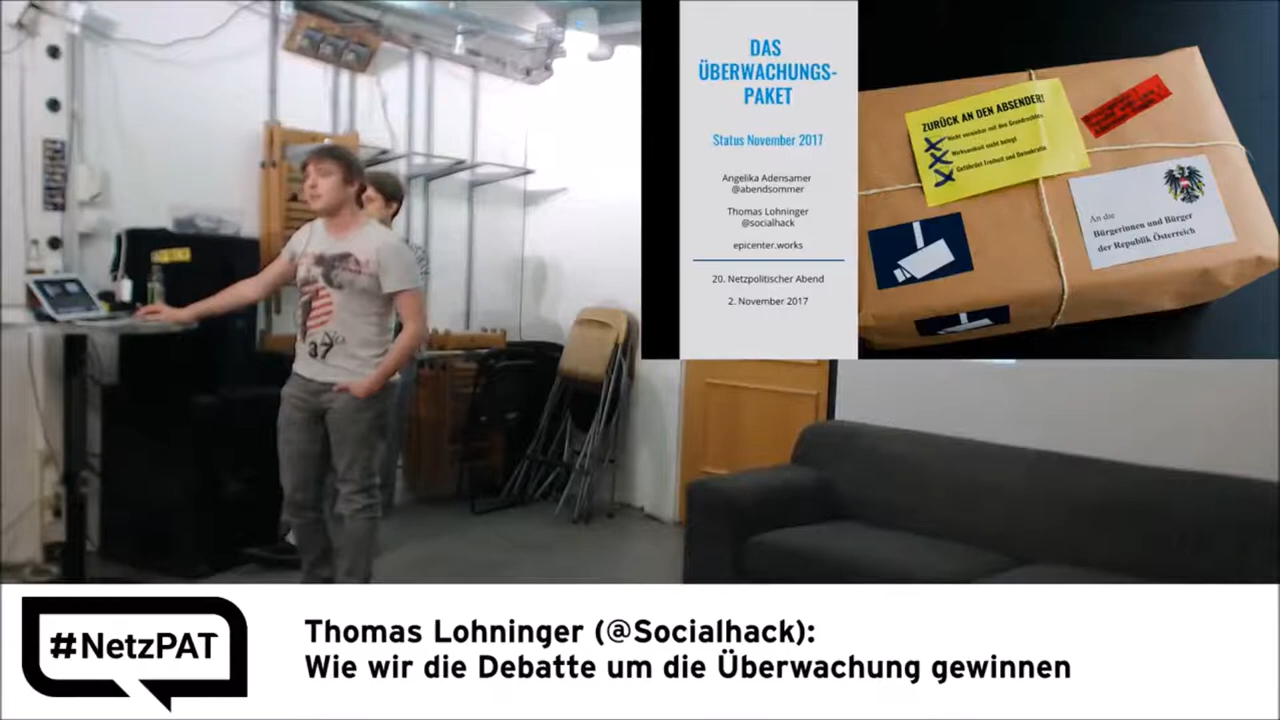 DAS
ÜBERWACHUNGS-
PAKET
Status November 2017
Angelika Adensamer
@abendsommer
Thomas Lohninger
@socialhack
epicenter.works
20. Netzpolitischer Abend
2. November 2017
ZURÜCK AN DEN ABSENDER!
Nicht vereinbar mit den Grundrechten
Wirksamkeit nicht belegt
Gefährdet Freiheit und Demokratie
An die
Bürgerinnen und Bürger
der Republik Österreich
37
#NetzPAT
Thomas Lohninger (@Socialhack):
Wie wir die Debatte um die Überwachung gewinnen